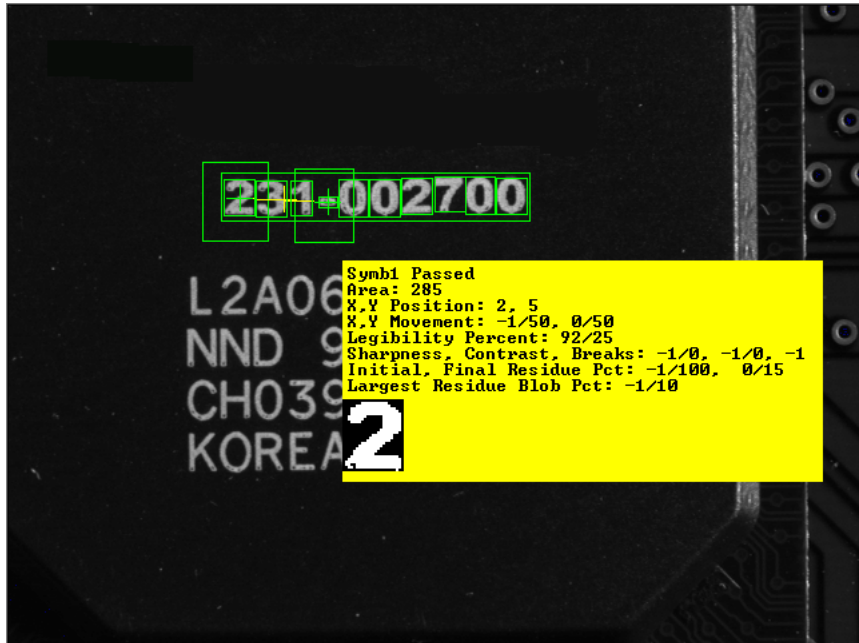 231-002700
L2A06
NND 9
CH039
KOREA
Symb1 Passed
Area: 285
X,Y Position: 2, 5
X,Y Movement: -1/50, 0/50
Legibility Percent: 92/25
Sharpness, Contrast, Breaks: -1/0, -1/0, -1
Initial, Final Residue Pct: -1/100, 0/15
Largest Residue Blob Pct: -1/10
2